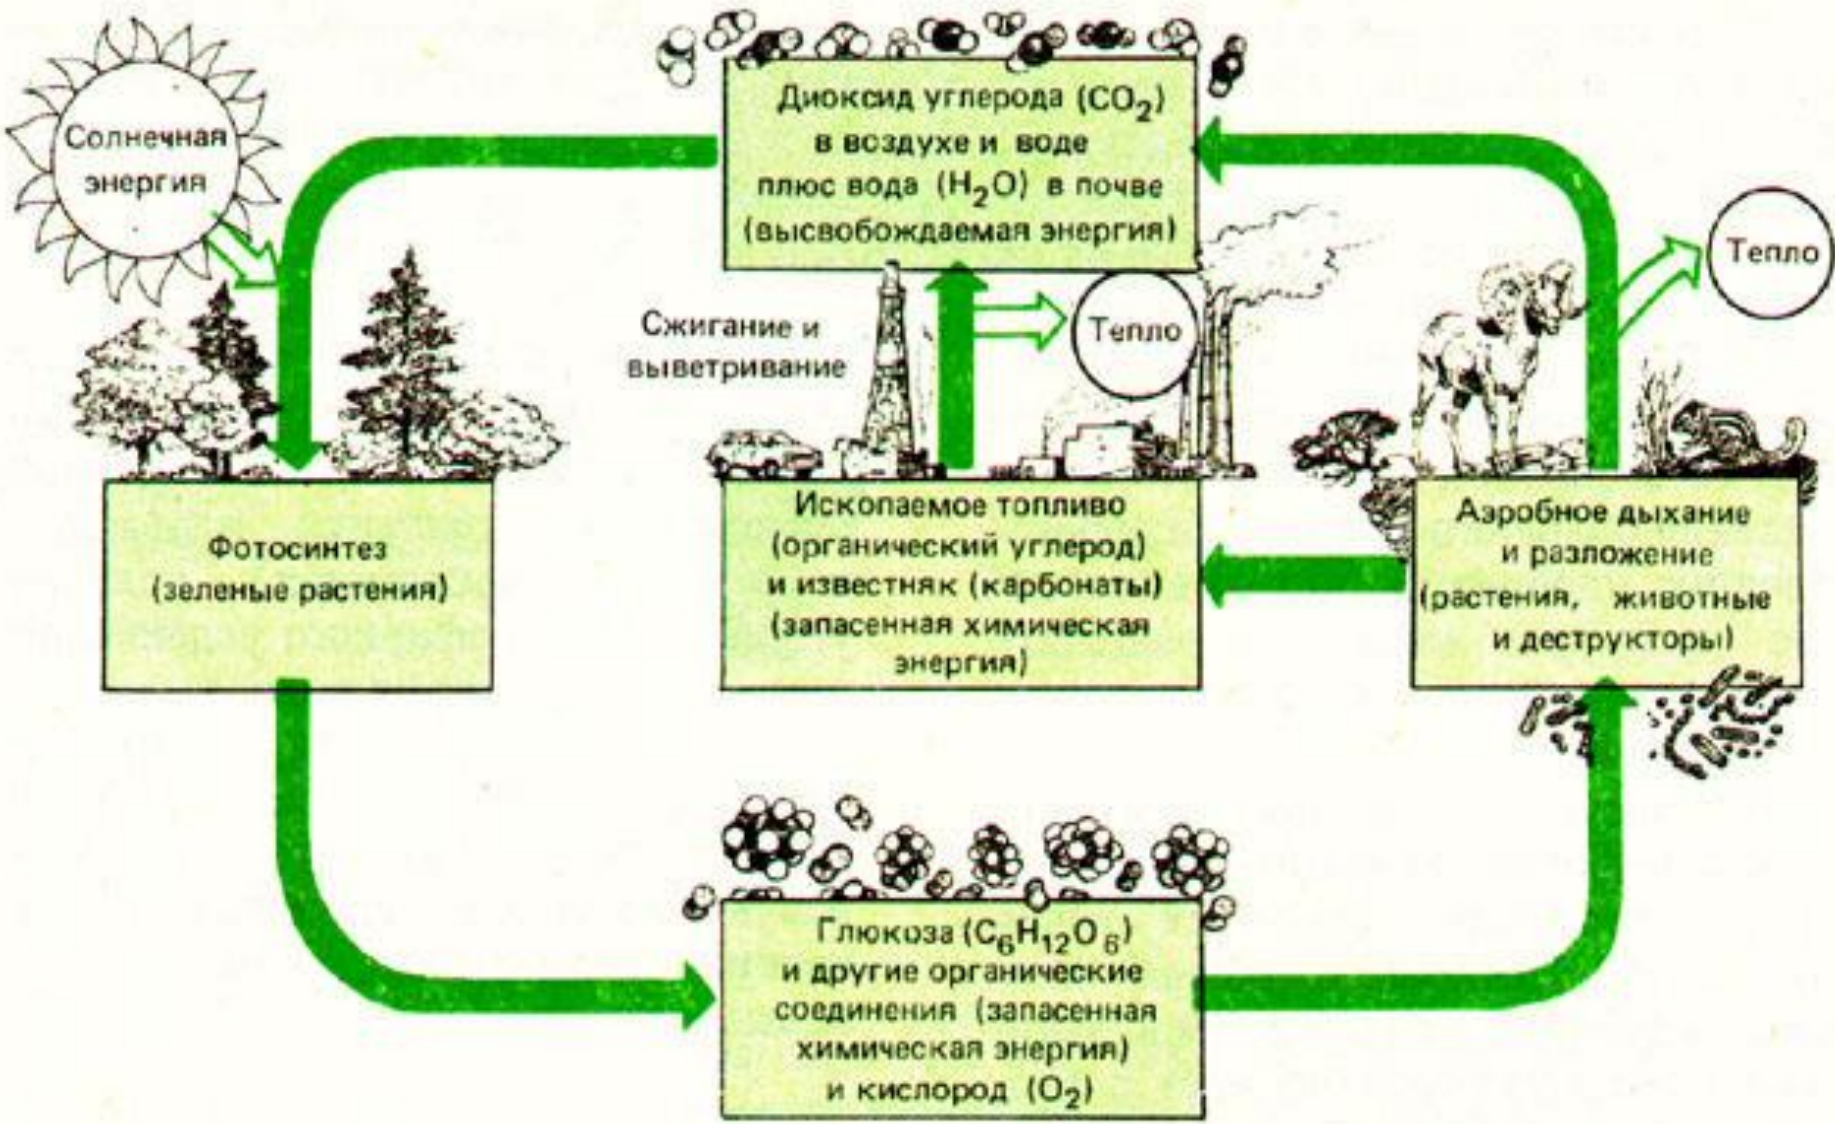 Солнечная
энергия
Диоксид углерода (CO₂)
в воздухе и воде
плюс вода (H₂O) в почве
(высвобождаемая энергия)
Тепло
Сжигание и
выветривание
Тепло
Фотосинтез
(зеленые растения)
Ископаемое топливо
(органический углерод)
и известняк (карбонаты)
(запасенная химическая
энергия)
Аэробное дыхание
и разложение
(растения, животные
и деструкторы)
Глюкоза (C₆H₁₂O₆)
и другие органические
соединения (запасенная
химическая энергия)
и кислород (O₂)